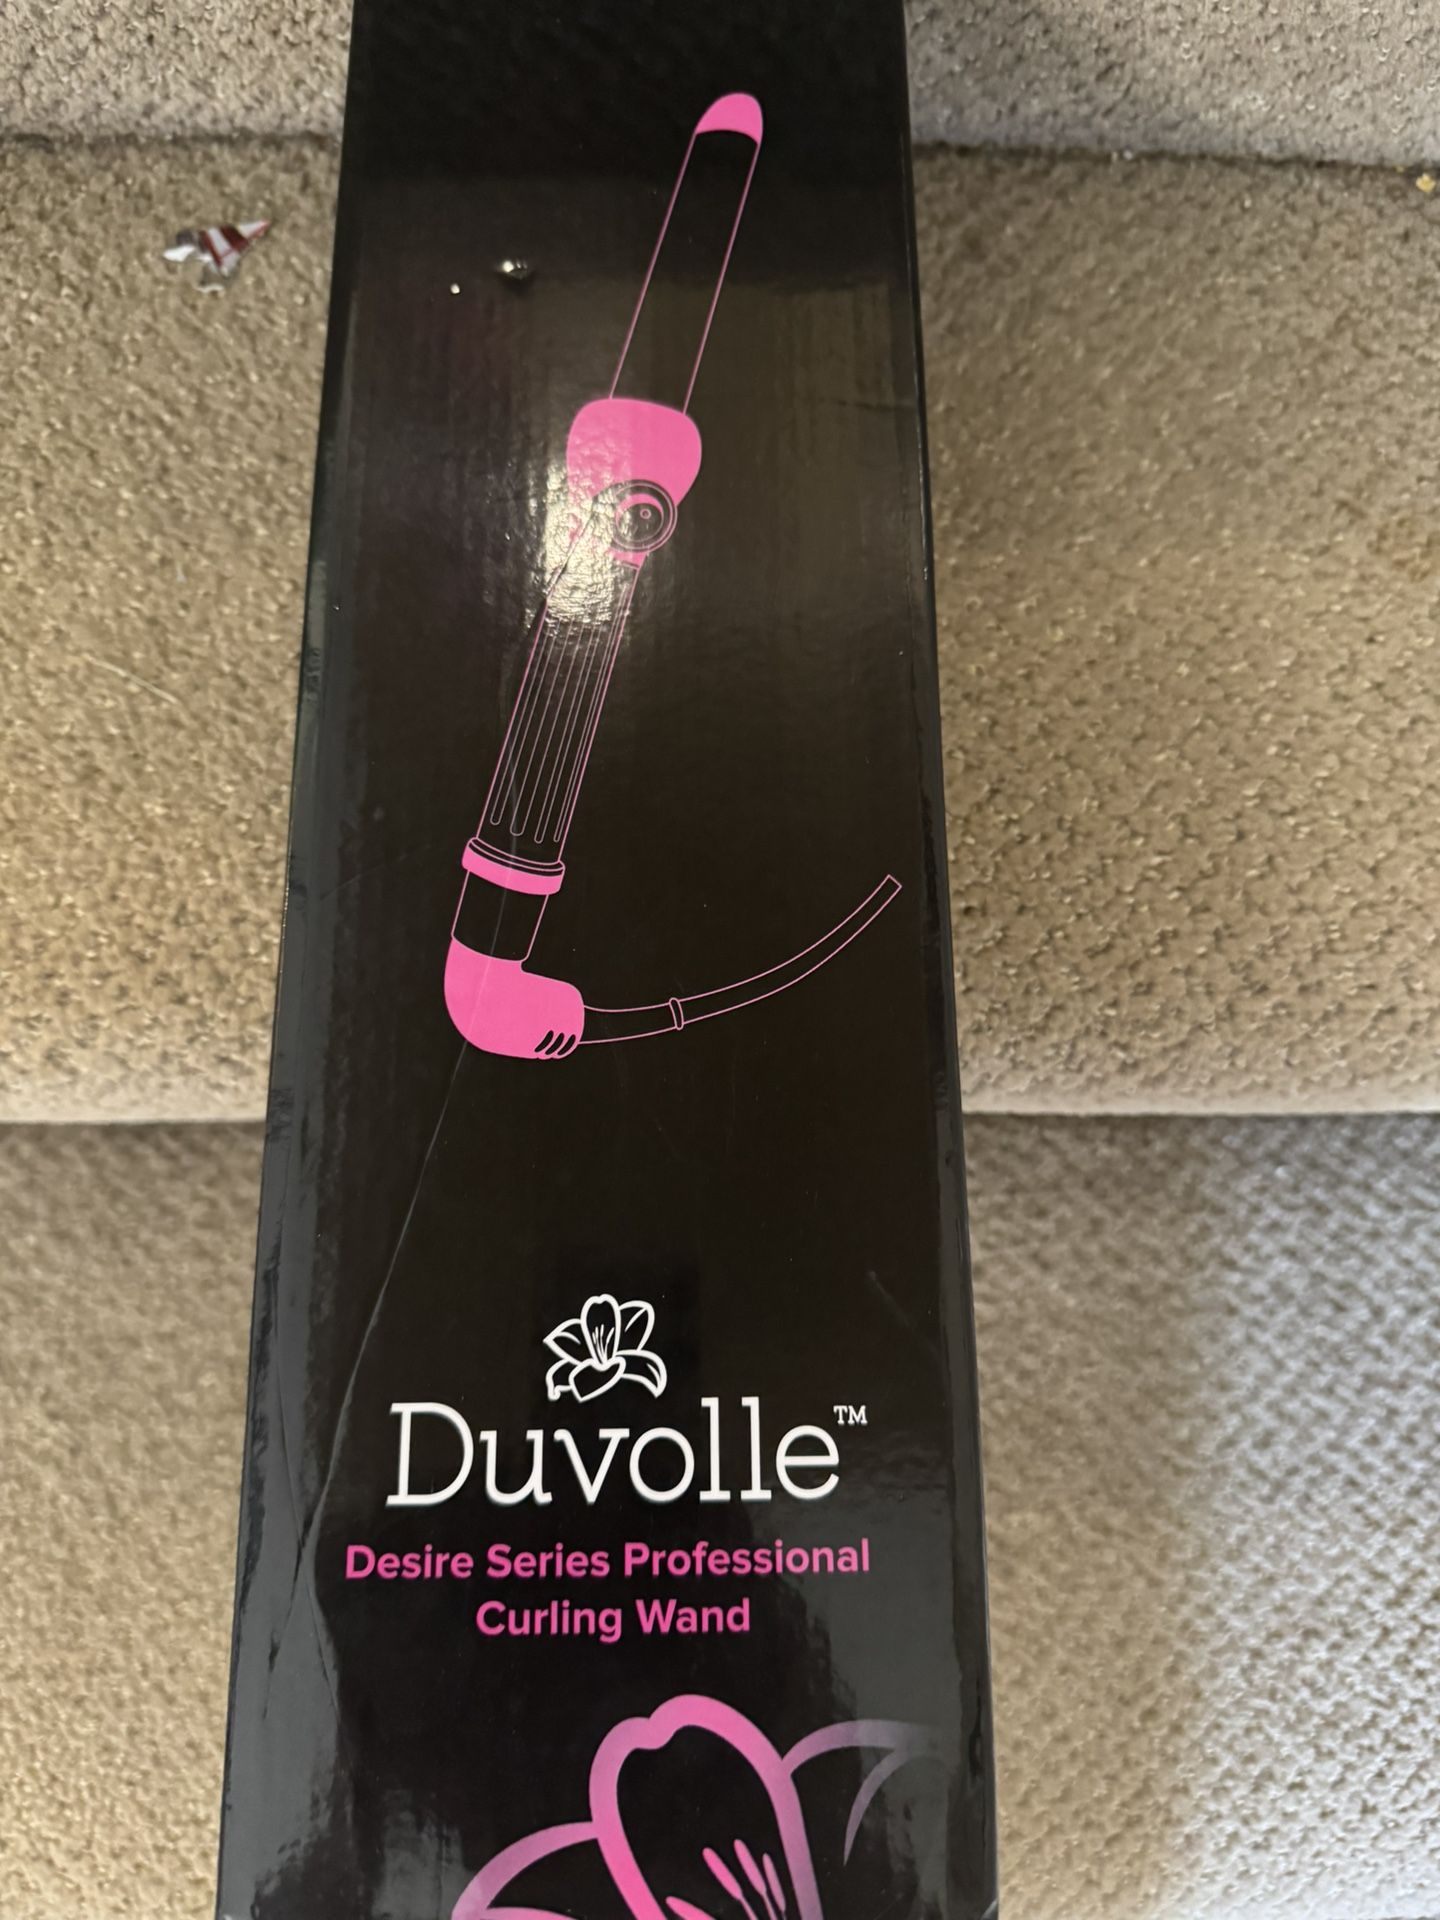 Duvolle™
Desire Series Professional
Curling Wand